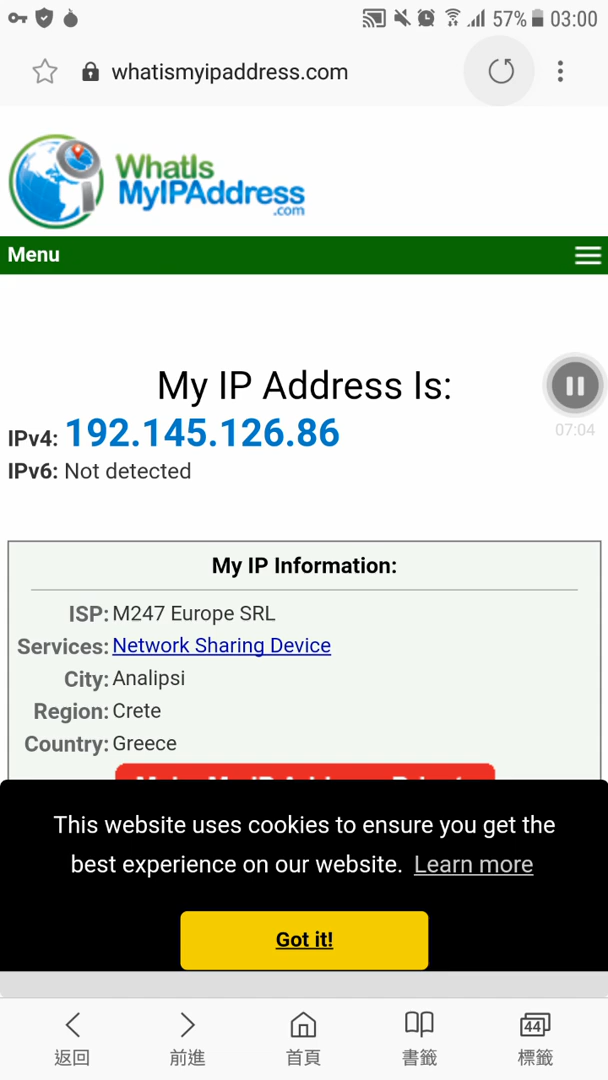 57% 03:00
whatismyipaddress.com
WhatIs
MyIPAddress
.com
Menu
My IP Address Is:
IPv4: 192.145.126.86
07:04
IPv6: Not detected
My IP Information:
ISP: M247 Europe SRL
Services: Network Sharing Device
City: Analipsi
Region: Crete
Country: Greece
This website uses cookies to ensure you get the
best experience on our website. Learn more
Got it!
44
返回 前進 首頁 書籤 標籤